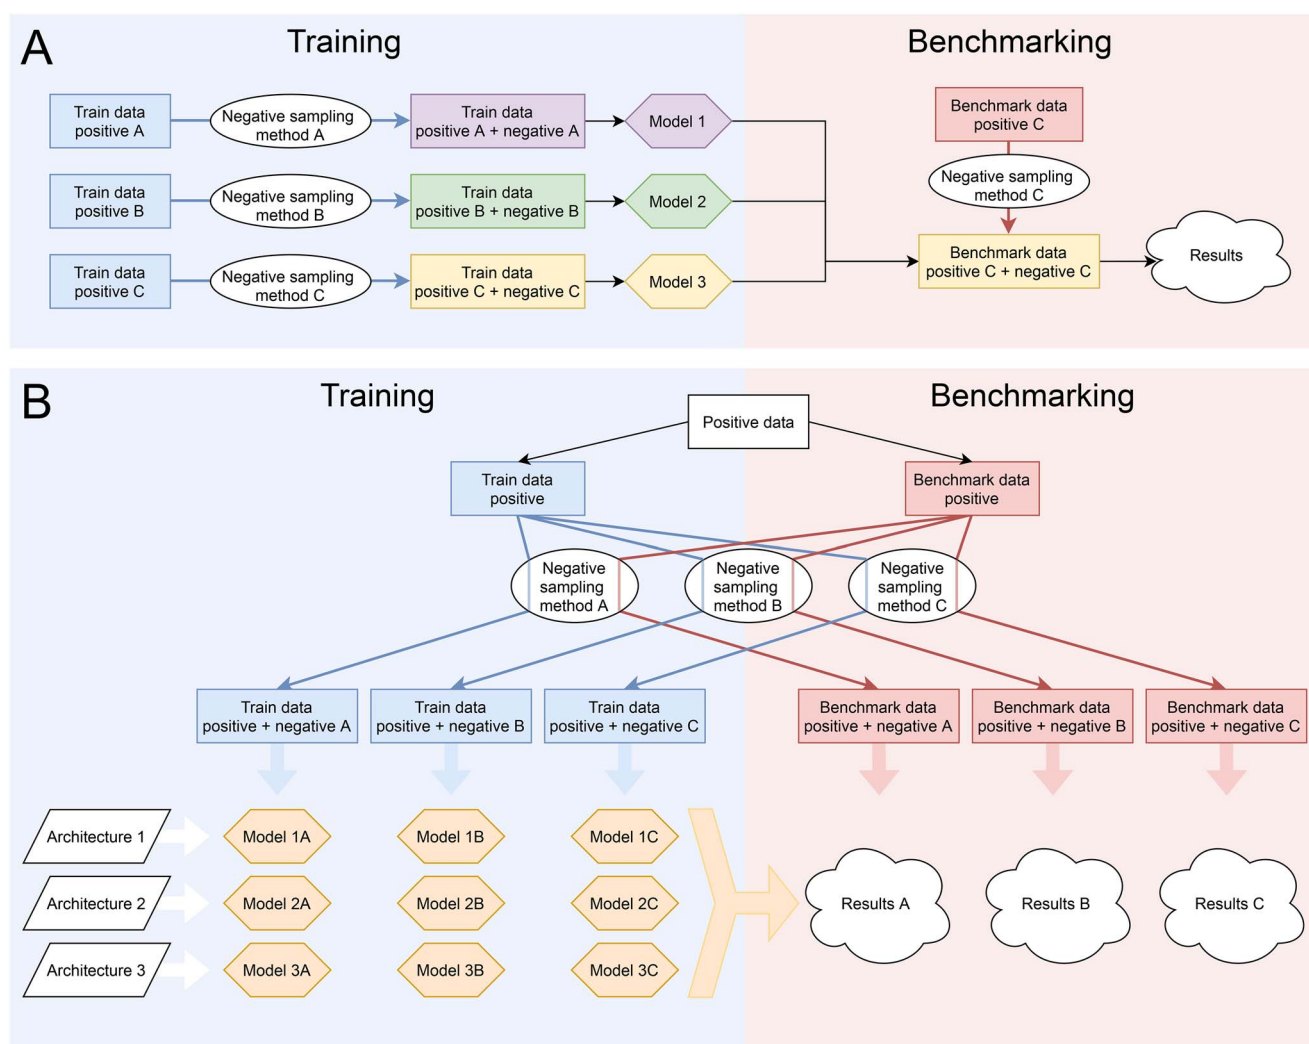 A
Training
Benchmarking
Train data
positive A
Negative sampling
method A
Train data
positive A + negative A
Model 1
Benchmark data
positive C
Train data
positive B
Negative sampling
method B
Train data
positive B + negative B
Model 2
Negative sampling
method C
Train data
positive C
Negative sampling
method C
Train data
positive C + negative C
Model 3
Benchmark data
positive C + negative C
Results
B
Training
Benchmarking
Positive data
Train data
positive
Benchmark data
positive
Negative
sampling
method A
Negative
sampling
method B
Negative
sampling
method C
Train data
positive + negative A
Train data
positive + negative B
Train data
positive + negative C
Benchmark data
positive + negative A
Benchmark data
positive + negative B
Benchmark data
positive + negative C
Architecture 1
Model 1A
Model 1B
Model 1C
Architecture 2
Model 2A
Model 2B
Model 2C
Results A
Results B
Results C
Architecture 3
Model 3A
Model 3B
Model 3C